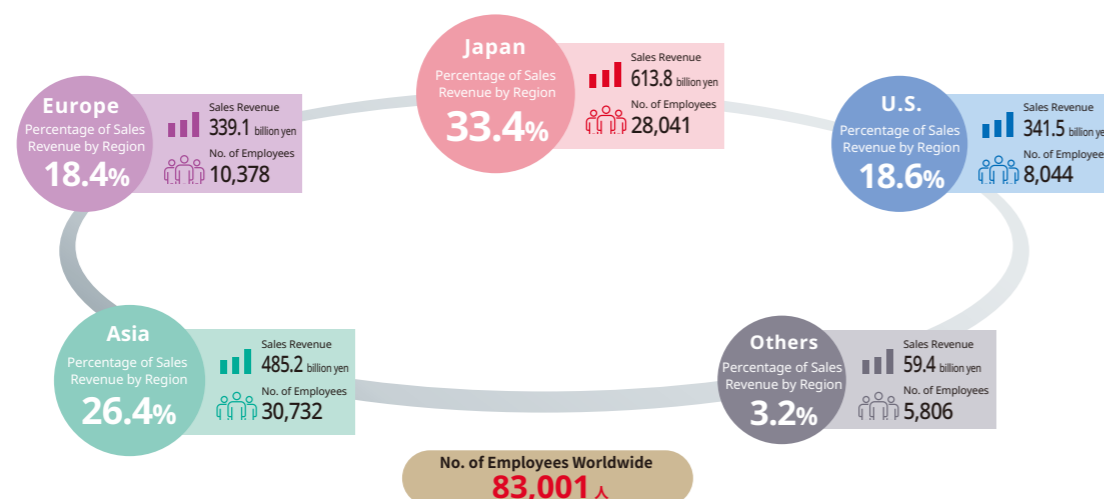 Japan
Percentage of Sales
Revenue by Region
33.4%
Sales Revenue
613.8 billion yen
No. of Employees
28,041
Europe
Percentage of Sales
Revenue by Region
18.4%
Sales Revenue
339.1 billion yen
No. of Employees
10,378
U.S.
Percentage of Sales
Revenue by Region
18.6%
Sales Revenue
341.5 billion ye
No. of Employee
8,044
Asia
Percentage of Sales
Revenue by Region
26.4%
Sales Revenue
485.2 billion yen
No. of Employees
30,732
Others
Percentage of Sales
Revenue by Region
3.2%
Sales Revenue
59.4 billion yen
No. of Employees
5,806
No. of Employees Worldwide
83,001 人